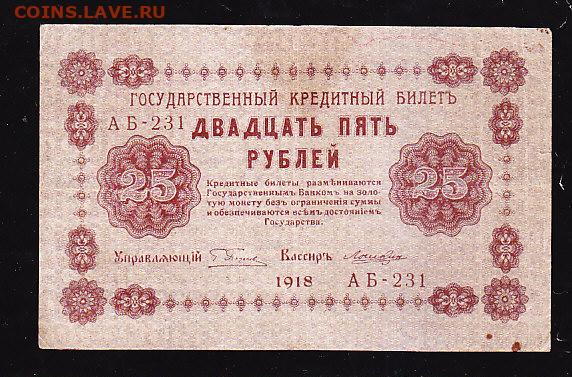 COINS.LAVE.RU
ГОСУДАРСТВЕННЫЙ КРЕДИТНЫЙ БИЛЕТЪ
АБ-231
ДВАДЦАТЬ ПЯТЬ
РУБЛЕЙ
25
25
Кредитные билеты размѣниваются
Государственнымъ Банкомъ на золо-
тую монету безъ ограниченія суммы
и обезпечиваются всѣмъ достояніемъ
Государства.
Управляющій
Кассиръ
1918 АБ-231